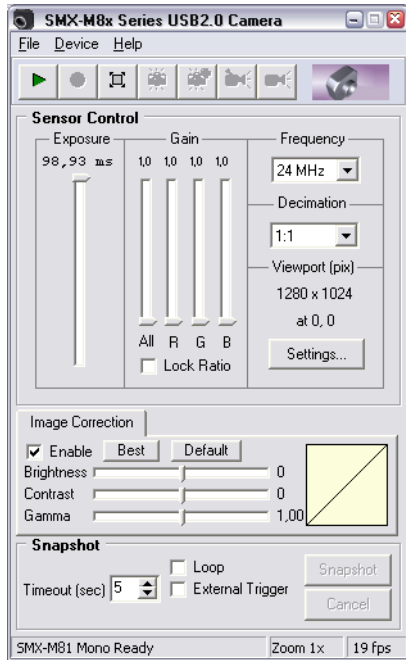 SMX-M8x Series USB2.0 Camera
File Device Help
Sensor Control
Exposure
98,93 ms
Gain
1,0 1,0 1,0 1,0
All R G B
Lock Ratio
Frequency
24 MHz
Decimation
1:1
Viewport (pix)
1280 x 1024
at 0, 0
Settings...
Image Correction
Enable Best Default
Brightness 0
Contrast 0
Gamma 1,00
Snapshot
Timeout (sec) 5
Loop
External Trigger
Snapshot
Cancel
SMX-M81 Mono Ready Zoom 1x 19 fps